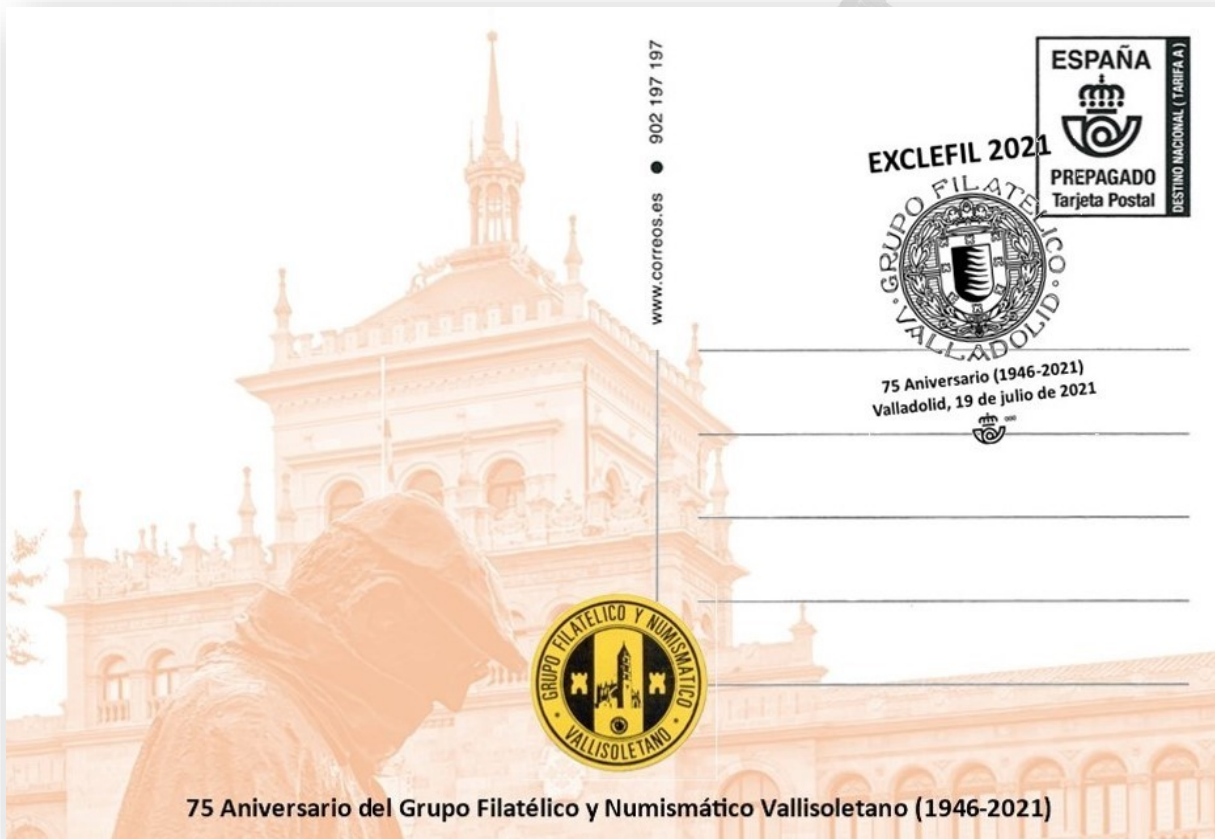 www.correos.es ● 902 197 197
ESPAÑA
PREPAGADO
Tarjeta Postal
DESTINO NACIONAL ( TARIFA A )
EXCLEFIL 2021
GRUPO FILATELICO
· VALLADOLID ·
75 Aniversario (1946-2021)
Valladolid, 19 de julio de 2021
GRUPO FILATELICO Y NUMISMATICO
· VALLISOLETANO ·
75 Aniversario del Grupo Filatélico y Numismático Vallisoletano (1946-2021)